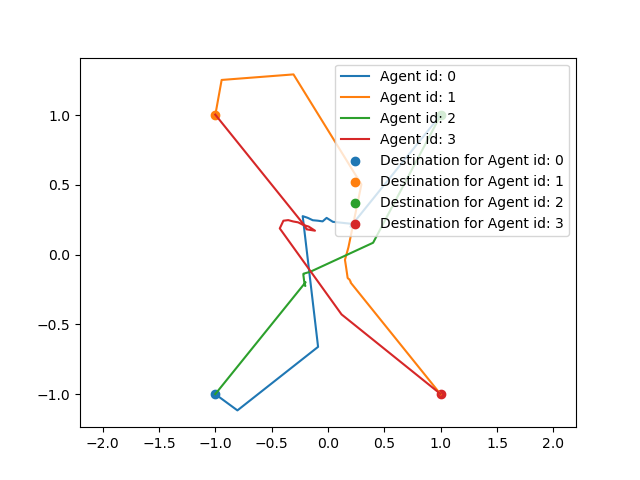 Agent id: 0
Agent id: 1
Agent id: 2
Agent id: 3
Destination for Agent id: 0
Destination for Agent id: 1
Destination for Agent id: 2
Destination for Agent id: 3
1.0
0.5
0.0
−0.5
−1.0
−2.0 −1.5 −1.0 −0.5 0.0 0.5 1.0 1.5 2.0